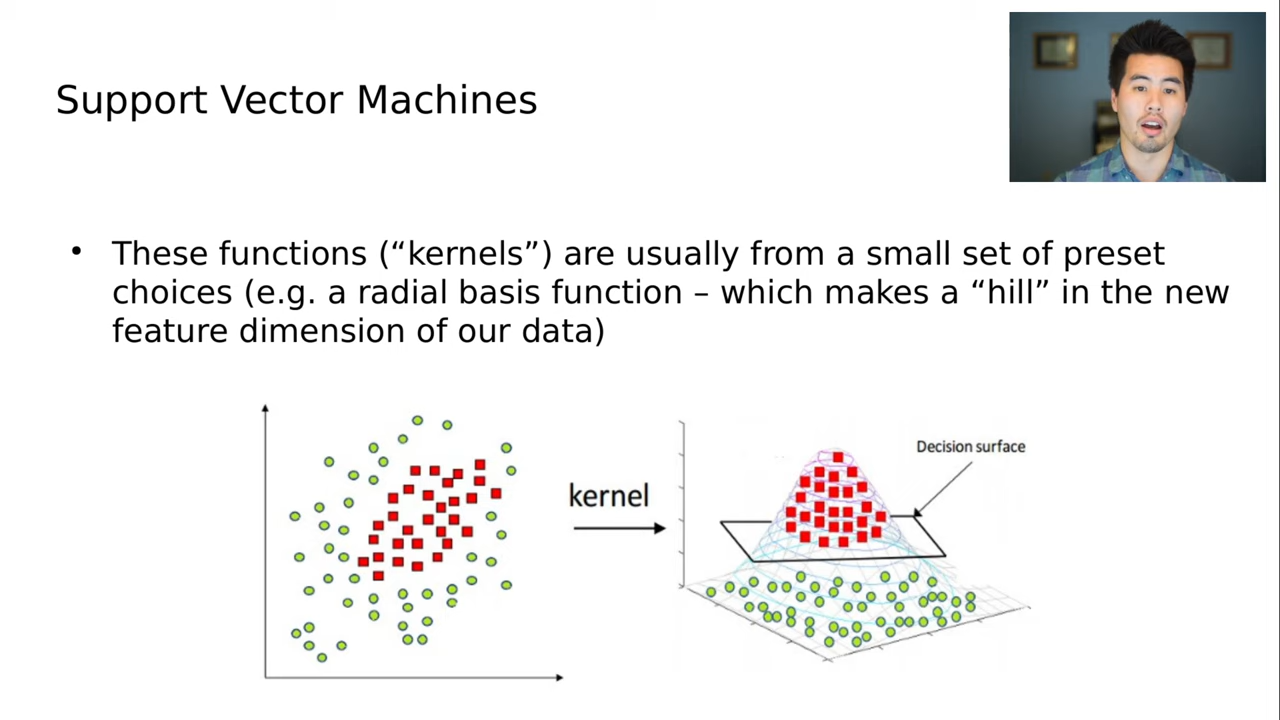 Support Vector Machines
• These functions (“kernels”) are usually from a small set of preset
choices (e.g. a radial basis function – which makes a “hill” in the new
feature dimension of our data)
Decision surface
kernel